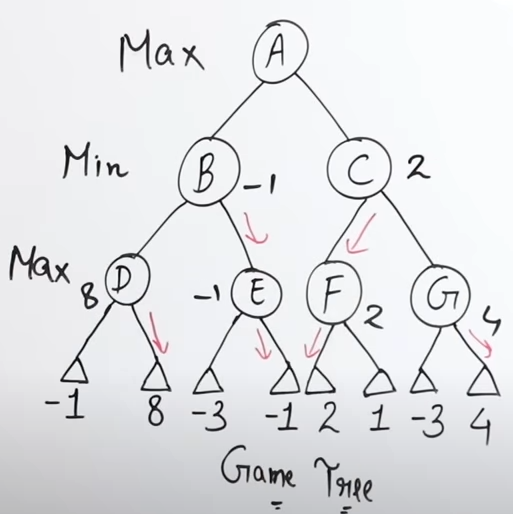 Max A
Min B -1 C 2
Max 8 D -1 E F 2 G 4
-1 8 -3 -1 2 1 -3 4
Game Tree